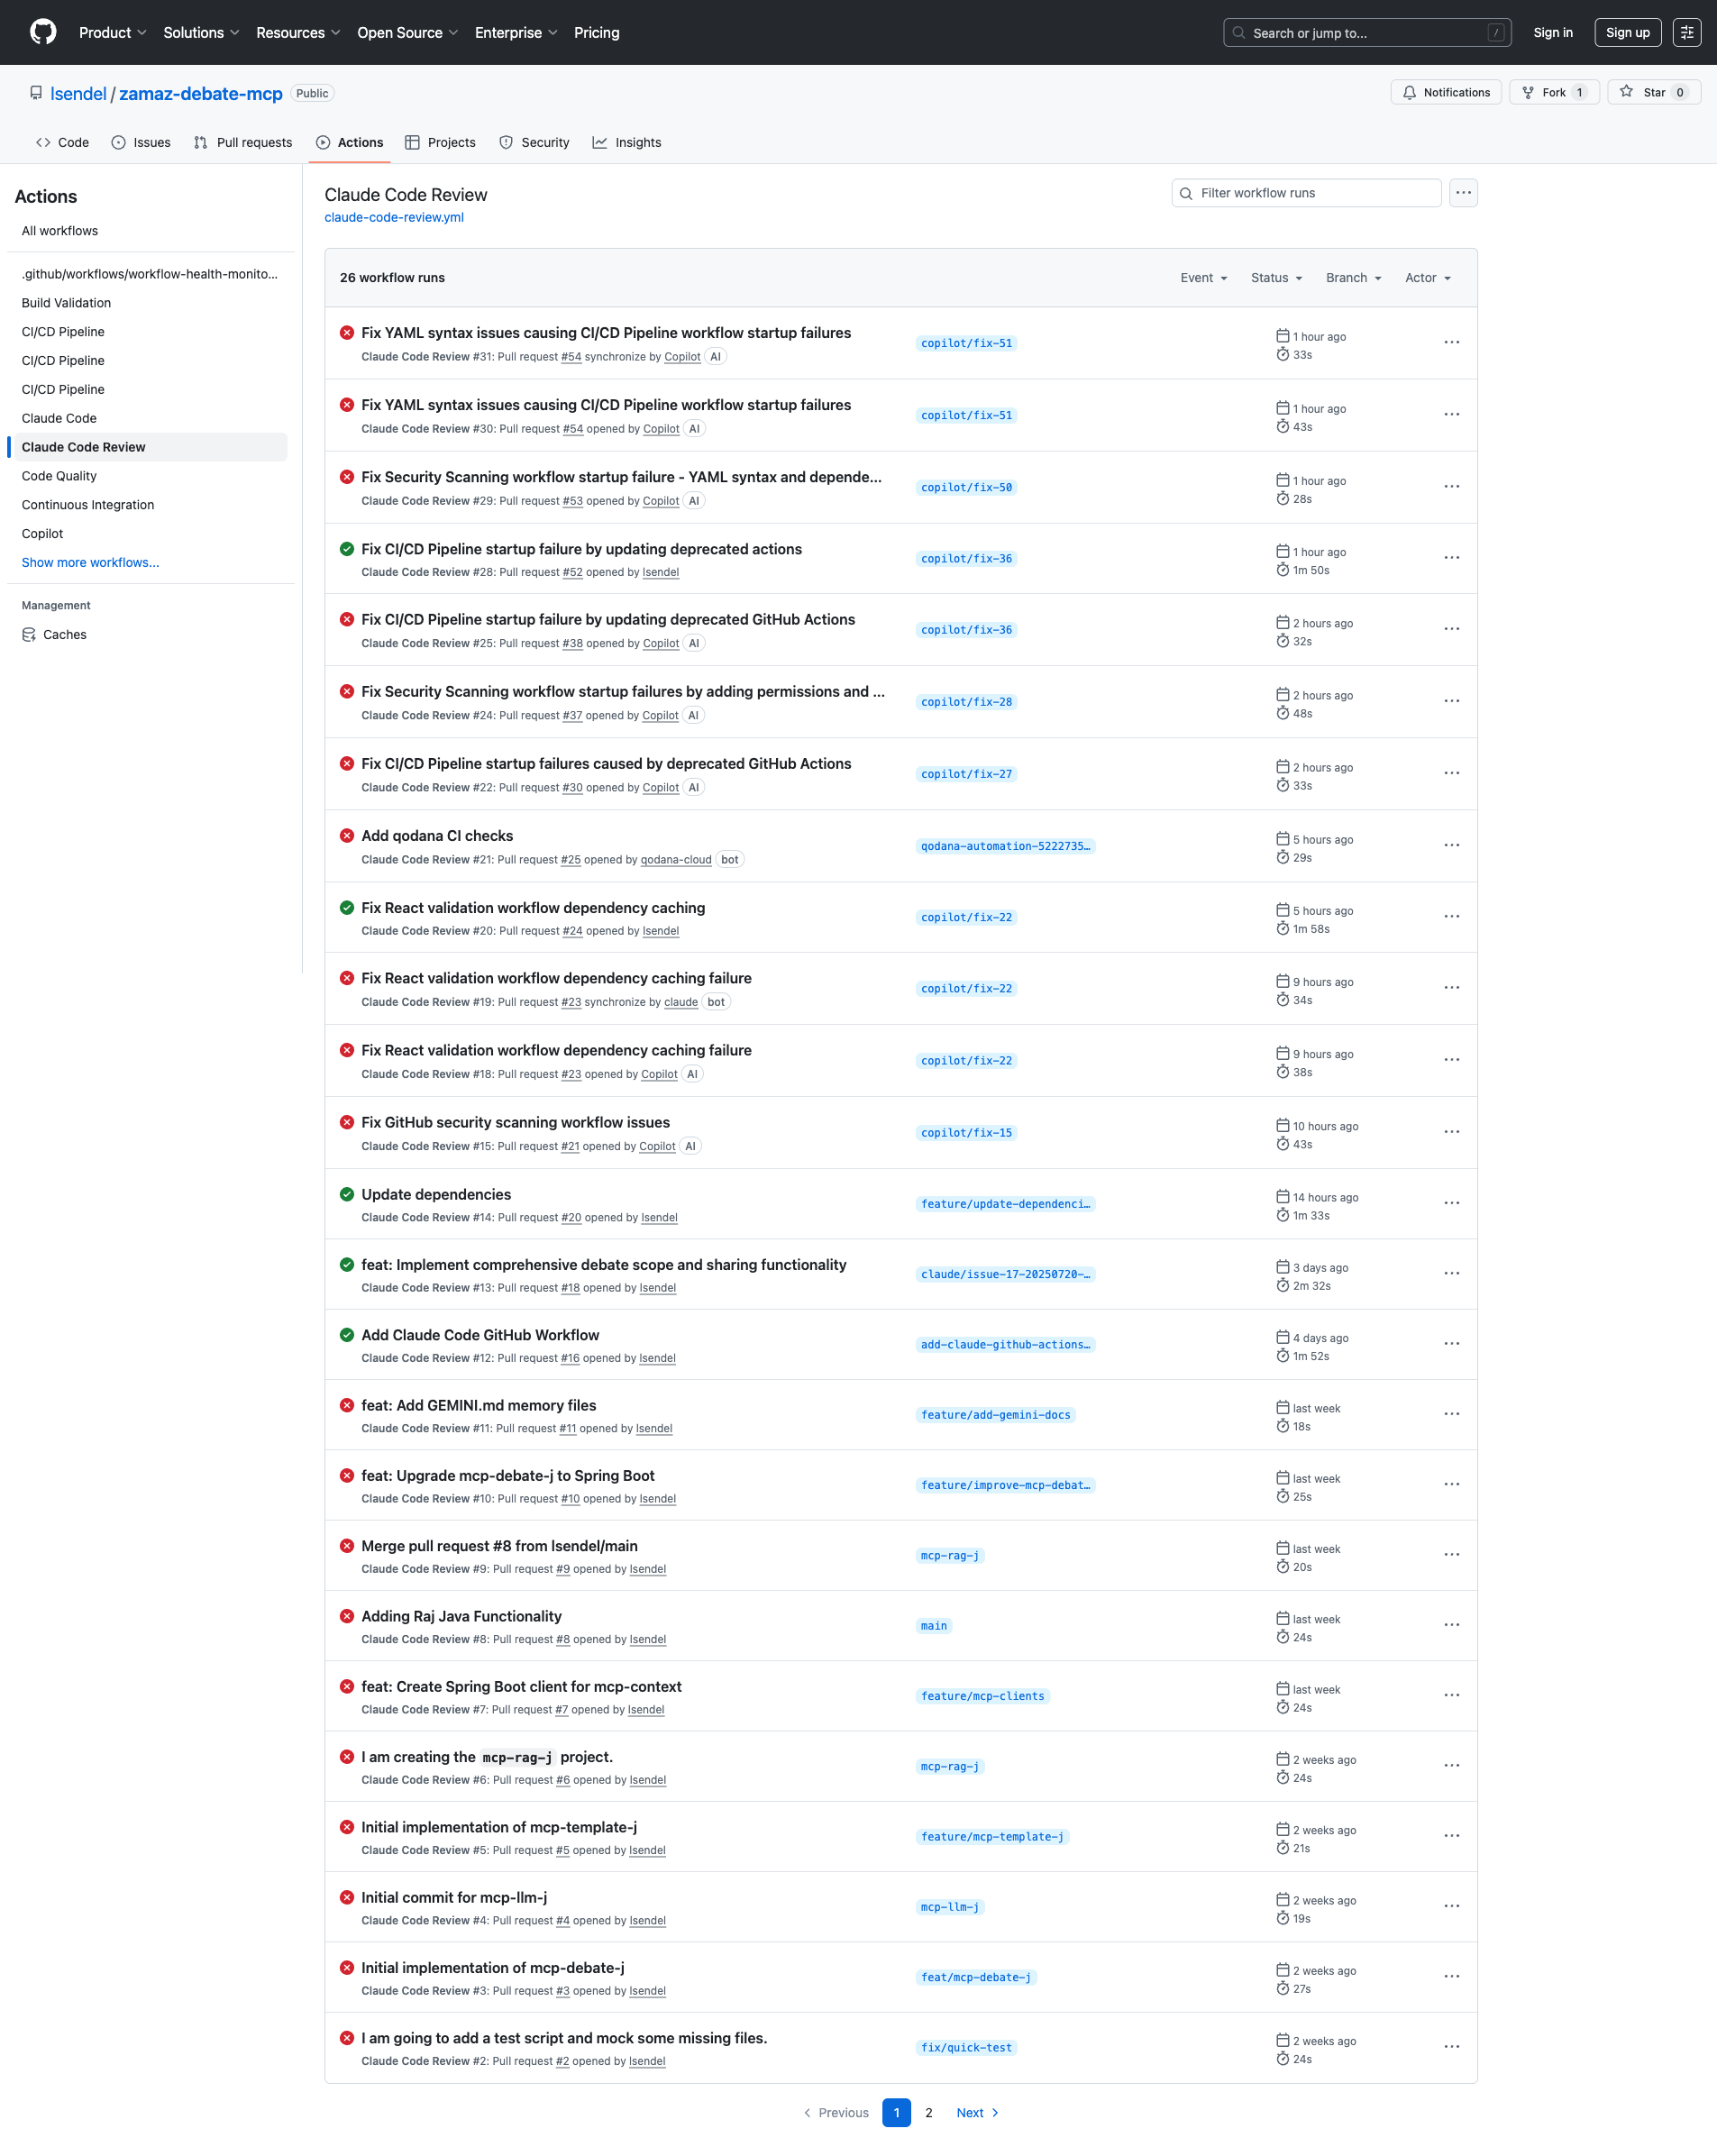 Product Solutions Resources Open Source Enterprise Pricing Search or jump to... / Sign in Sign up
lsendel / zamaz-debate-mcp Public Notifications Fork 1 Star 0
Code Issues Pull requests Actions Projects Security Insights
Actions
All workflows
.github/workflows/workflow-health-monito...
Build Validation
CI/CD Pipeline
CI/CD Pipeline
CI/CD Pipeline
Claude Code
Claude Code Review
Code Quality
Continuous Integration
Copilot
Show more workflows...
Management
Caches
Claude Code Review
claude-code-review.yml
Filter workflow runs
26 workflow runs Event Status Branch Actor
Fix YAML syntax issues causing CI/CD Pipeline workflow startup failures
Claude Code Review #31: Pull request #54 synchronize by Copilot AI
copilot/fix-51
1 hour ago
33s
Fix YAML syntax issues causing CI/CD Pipeline workflow startup failures
Claude Code Review #30: Pull request #54 opened by Copilot AI
copilot/fix-51
1 hour ago
43s
Fix Security Scanning workflow startup failure - YAML syntax and depende...
Claude Code Review #29: Pull request #53 opened by Copilot AI
copilot/fix-50
1 hour ago
28s
Fix CI/CD Pipeline startup failure by updating deprecated actions
Claude Code Review #28: Pull request #52 opened by lsendel
copilot/fix-36
1 hour ago
1m 50s
Fix CI/CD Pipeline startup failure by updating deprecated GitHub Actions
Claude Code Review #25: Pull request #38 opened by Copilot AI
copilot/fix-36
2 hours ago
32s
Fix Security Scanning workflow startup failures by adding permissions and ...
Claude Code Review #24: Pull request #37 opened by Copilot AI
copilot/fix-28
2 hours ago
48s
Fix CI/CD Pipeline startup failures caused by deprecated GitHub Actions
Claude Code Review #22: Pull request #30 opened by Copilot AI
copilot/fix-27
2 hours ago
33s
Add qodana CI checks
Claude Code Review #21: Pull request #25 opened by qodana-cloud bot
qodana-automation-5222735…
5 hours ago
29s
Fix React validation workflow dependency caching
Claude Code Review #20: Pull request #24 opened by lsendel
copilot/fix-22
5 hours ago
1m 58s
Fix React validation workflow dependency caching failure
Claude Code Review #19: Pull request #23 synchronize by claude bot
copilot/fix-22
9 hours ago
34s
Fix React validation workflow dependency caching failure
Claude Code Review #18: Pull request #23 opened by Copilot AI
copilot/fix-22
9 hours ago
38s
Fix GitHub security scanning workflow issues
Claude Code Review #15: Pull request #21 opened by Copilot AI
copilot/fix-15
10 hours ago
43s
Update dependencies
Claude Code Review #14: Pull request #20 opened by lsendel
feature/update-dependenci…
14 hours ago
1m 33s
feat: Implement comprehensive debate scope and sharing functionality
Claude Code Review #13: Pull request #18 opened by lsendel
claude/issue-17-20250720-…
3 days ago
2m 32s
Add Claude Code GitHub Workflow
Claude Code Review #12: Pull request #16 opened by lsendel
add-claude-github-actions…
4 days ago
1m 52s
feat: Add GEMINI.md memory files
Claude Code Review #11: Pull request #11 opened by lsendel
feature/add-gemini-docs
last week
18s
feat: Upgrade mcp-debate-j to Spring Boot
Claude Code Review #10: Pull request #10 opened by lsendel
feature/improve-mcp-debat…
last week
25s
Merge pull request #8 from lsendel/main
Claude Code Review #9: Pull request #9 opened by lsendel
mcp-rag-j
last week
20s
Adding Raj Java Functionality
Claude Code Review #8: Pull request #8 opened by lsendel
main
last week
24s
feat: Create Spring Boot client for mcp-context
Claude Code Review #7: Pull request #7 opened by lsendel
feature/mcp-clients
last week
24s
I am creating the mcp-rag-j project.
Claude Code Review #6: Pull request #6 opened by lsendel
mcp-rag-j
2 weeks ago
24s
Initial implementation of mcp-template-j
Claude Code Review #5: Pull request #5 opened by lsendel
feature/mcp-template-j
2 weeks ago
21s
Initial commit for mcp-llm-j
Claude Code Review #4: Pull request #4 opened by lsendel
mcp-llm-j
2 weeks ago
19s
Initial implementation of mcp-debate-j
Claude Code Review #3: Pull request #3 opened by lsendel
feat/mcp-debate-j
2 weeks ago
27s
I am going to add a test script and mock some missing files.
Claude Code Review #2: Pull request #2 opened by lsendel
fix/quick-test
2 weeks ago
24s
Previous 1 2 Next